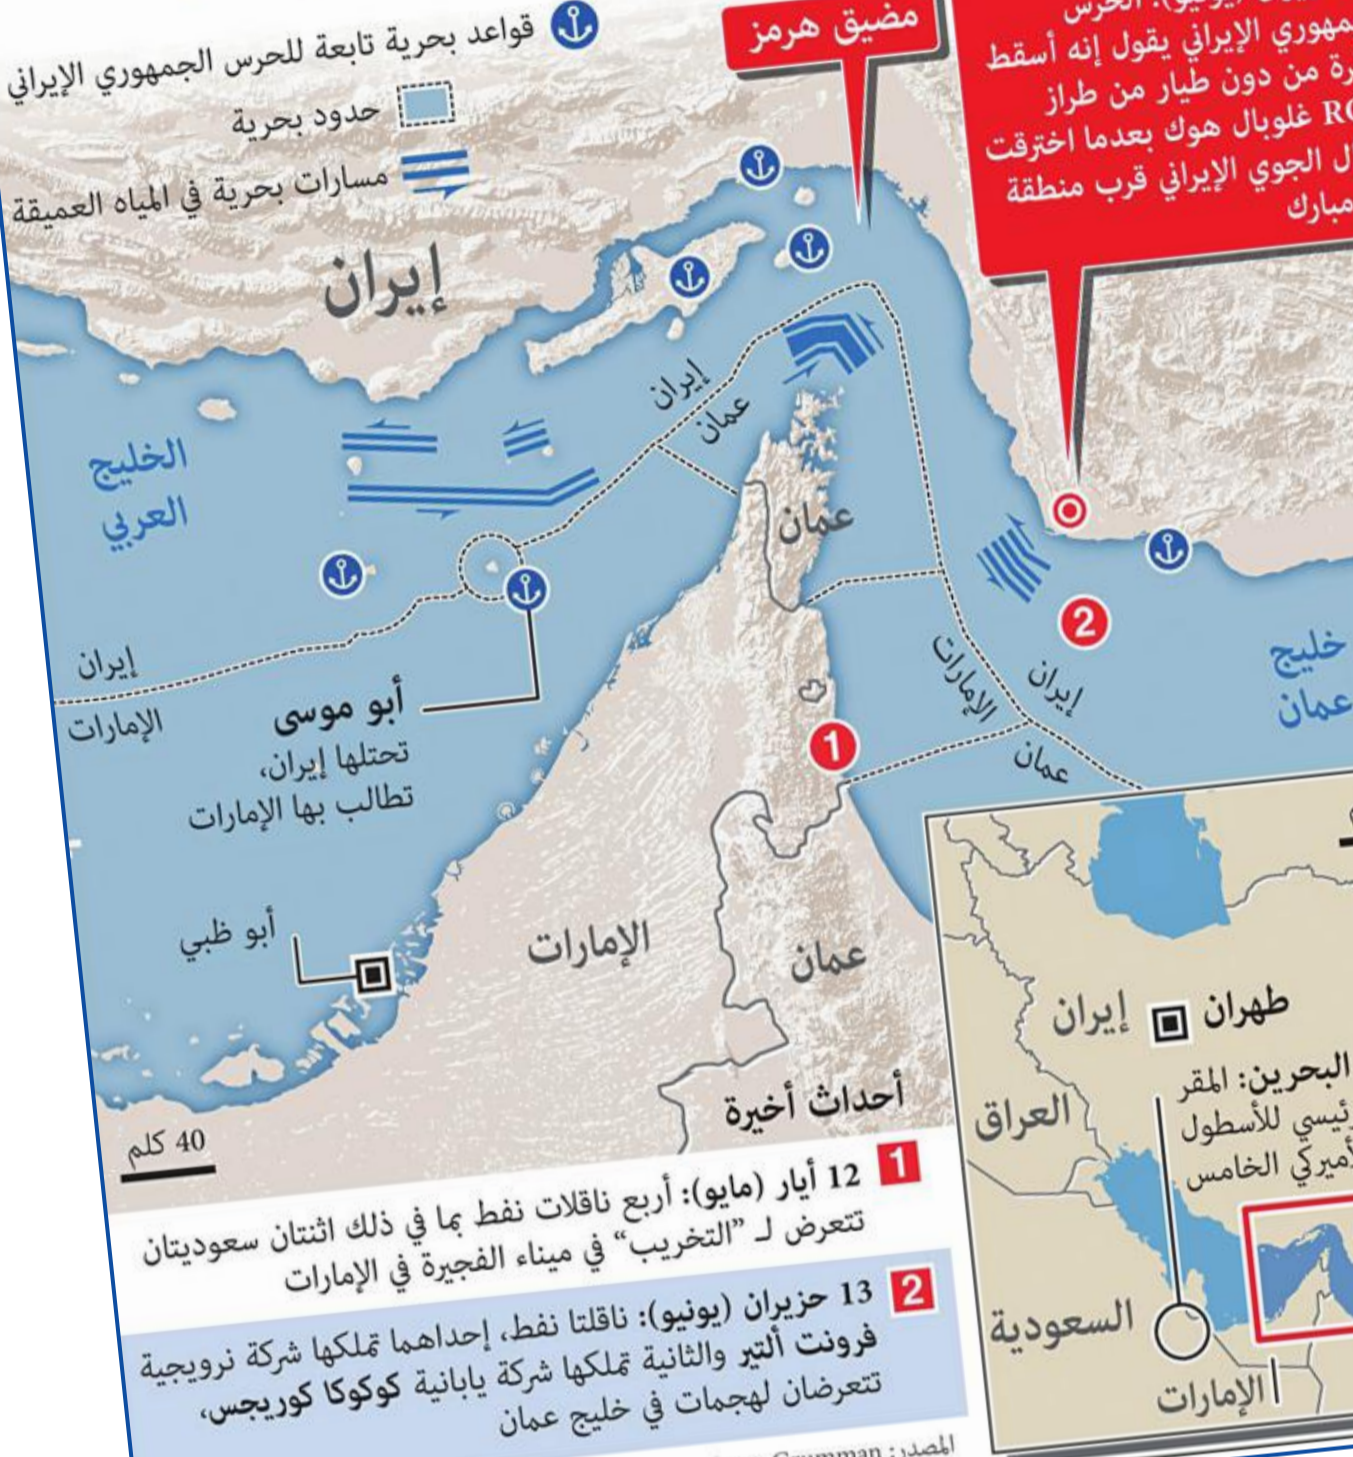 قواعد بحرية تابعة للحرس الجمهوري الإيراني
حدود بحرية
مسارات بحرية في المياه العميقة
مضيق هرمز
الحرس
الإيراني يقول إنه أسقط
من دون طيار من طراز
غلوبال هوك بعدما اخترقت
الجوي الإيراني قرب منطقة
مبارك
إيران
الخليج
العربي
إيران
عمان
عمان
إيران
الإمارات
أبو موسى
تحتلها إيران،
تطالب بها الإمارات
2
1
إيران
الإمارات
عمان
خليج
عمان
أبو ظبي
الإمارات
عمان
40 كلم
أحداث أخيرة
1 12 أيار (مايو): أربع ناقلات نفط بما في ذلك اثنتان سعوديتان
تتعرض لـ ”التخريب“ في ميناء الفجيرة في الإمارات
2 13 حزيران (يونيو): ناقلتا نفط، إحداهما تملكها شركة نرويجية
فرونت ألتير والثانية تملكها شركة يابانية كوكوكا كوريجس،
تتعرضان لهجمات في خليج عمان
المصدر:
طهران
إيران
البحرين: المقر
للأسطول
الخامس
العراق
السعودية
الإمارات